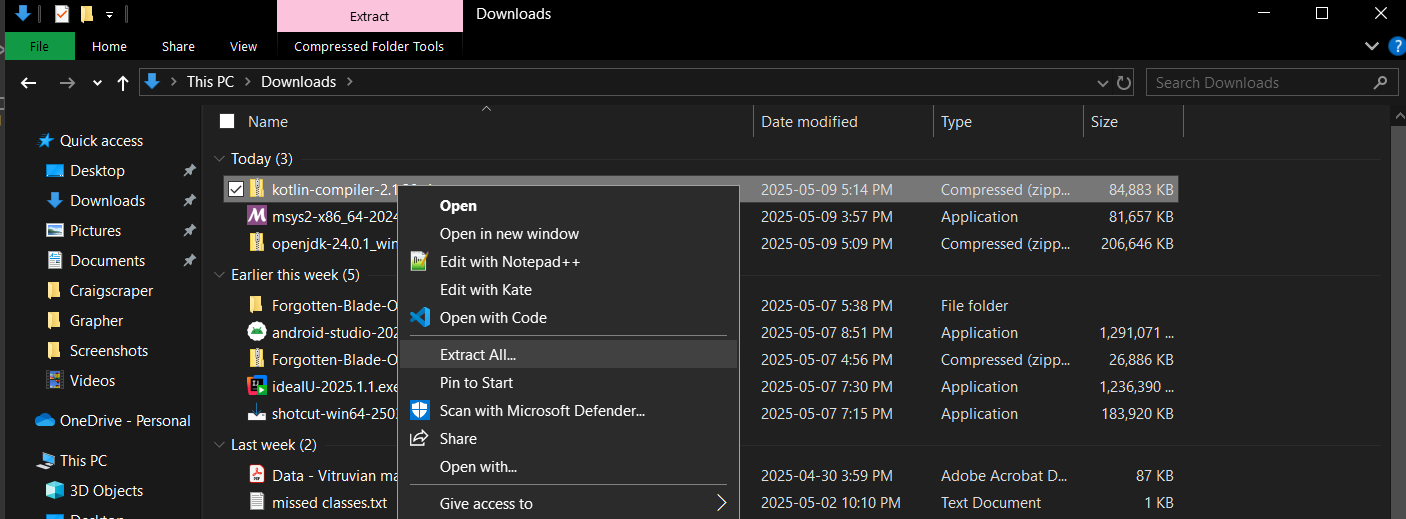 Extract
Downloads
File
Home
Share
View
Compressed Folder Tools
This PC
Downloads
Search Downloads
Name
Date modified
Type
Size
Quick access
Desktop
Downloads
Pictures
Documents
Craigscraper
Grapher
Screenshots
Videos
OneDrive - Personal
This PC
3D Objects
Desktop
Today (3)
kotlin-compiler-2.1 2025-05-09 5:14 PM Compressed (zipp... 84,883 KB
msys2-x86_64-2024 2025-05-09 3:57 PM Application 81,657 KB
openjdk-24.0.1_win 2025-05-09 5:09 PM Compressed (zipp... 206,646 KB
Earlier this week (5)
Forgotten-Blade-O 2025-05-07 5:38 PM File folder
android-studio-202 2025-05-07 8:51 PM Application 1,291,071 ...
Forgotten-Blade-O 2025-05-07 4:56 PM Compressed (zipp... 26,886 KB
idealU-2025.1.1.exe 2025-05-07 7:30 PM Application 1,236,390 ...
shotcut-win64-2503 2025-05-07 7:15 PM Application 183,920 KB
Last week (2)
Data - Vitruvian ma 2025-04-30 3:59 PM Adobe Acrobat D... 87 KB
missed classes.txt 2025-05-02 10:10 PM Text Document 1 KB
Open
Open in new window
Edit with Notepad++
Edit with Kate
Open with Code
Extract All...
Pin to Start
Scan with Microsoft Defender...
Share
Open with...
Give access to